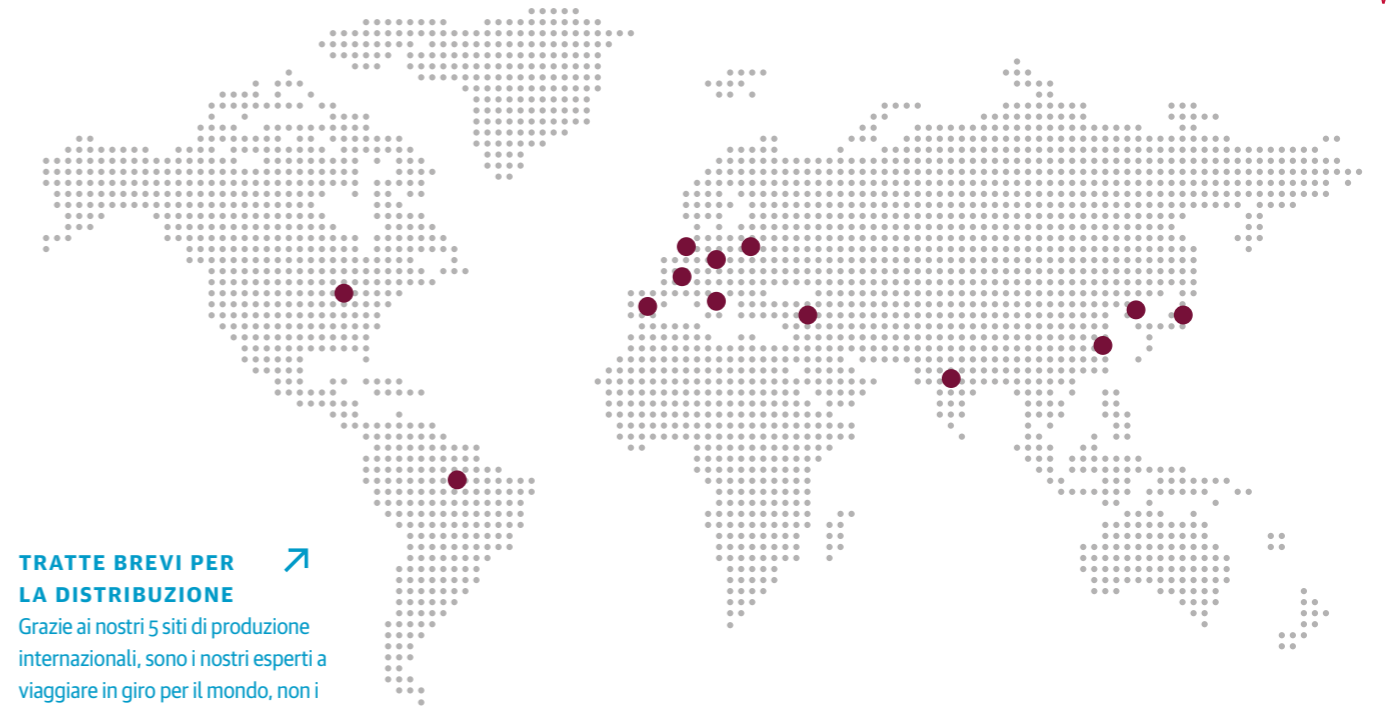 TRATTE BREVI PER
LA DISTRIBUZIONE
Grazie ai nostri 5 siti di produzione
internazionali, sono i nostri esperti a
viaggiare in giro per il mondo, non i